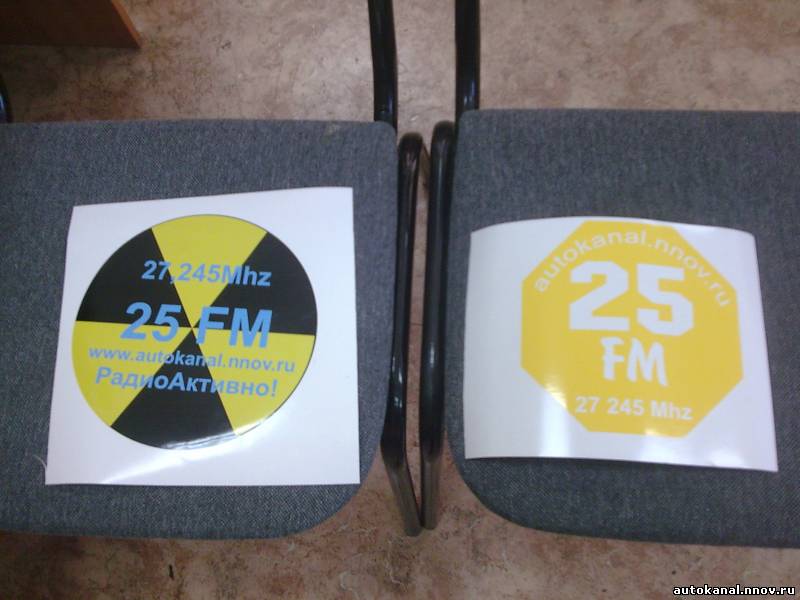 27,245Mhz
25 FM
www.autokanal.nnov.ru
РадиоАктивно!
autokanal.nnov.ru
25
FM
27 245 Mhz
autokanal.nnov.ru